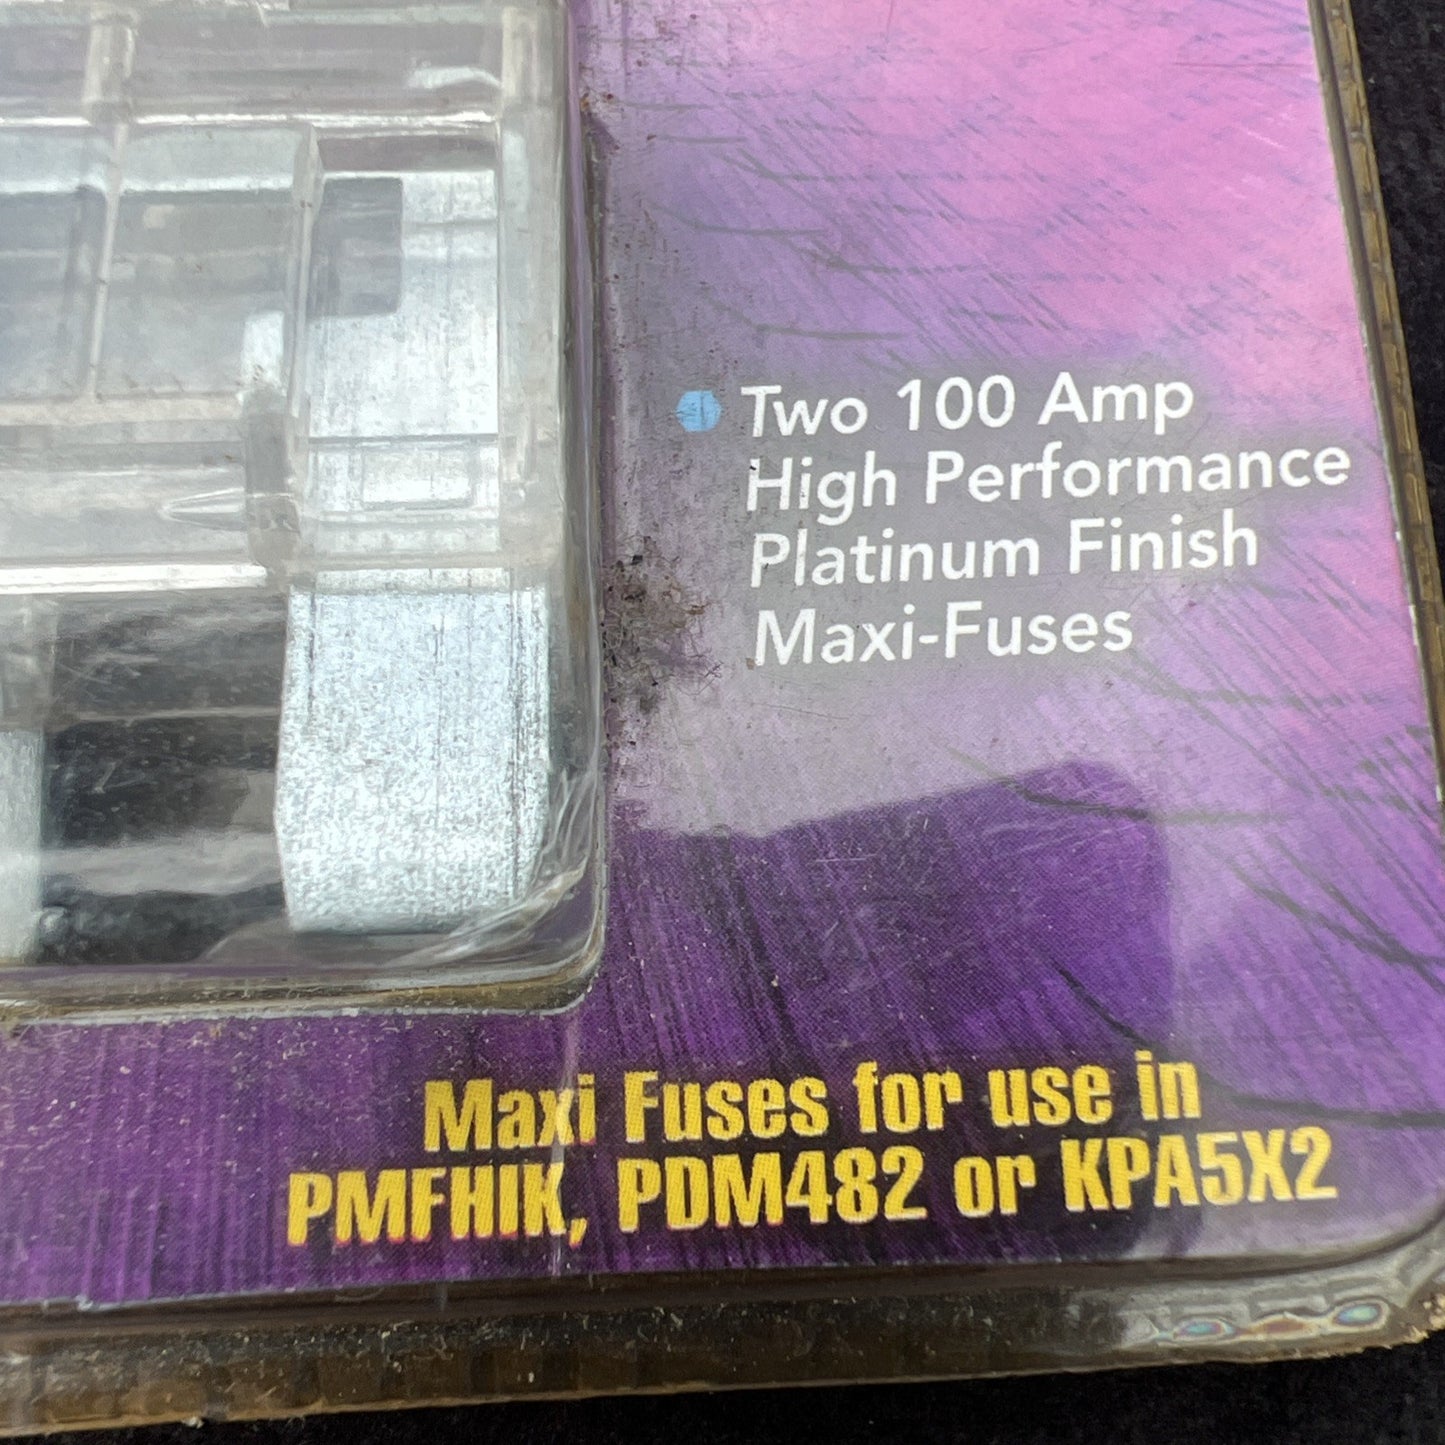 Two 100 Amp
High Performance
Platinum Finish
Maxi-Fuses
Maxi Fuses for use in
PMFHIK, PDM482 or KPA5X2